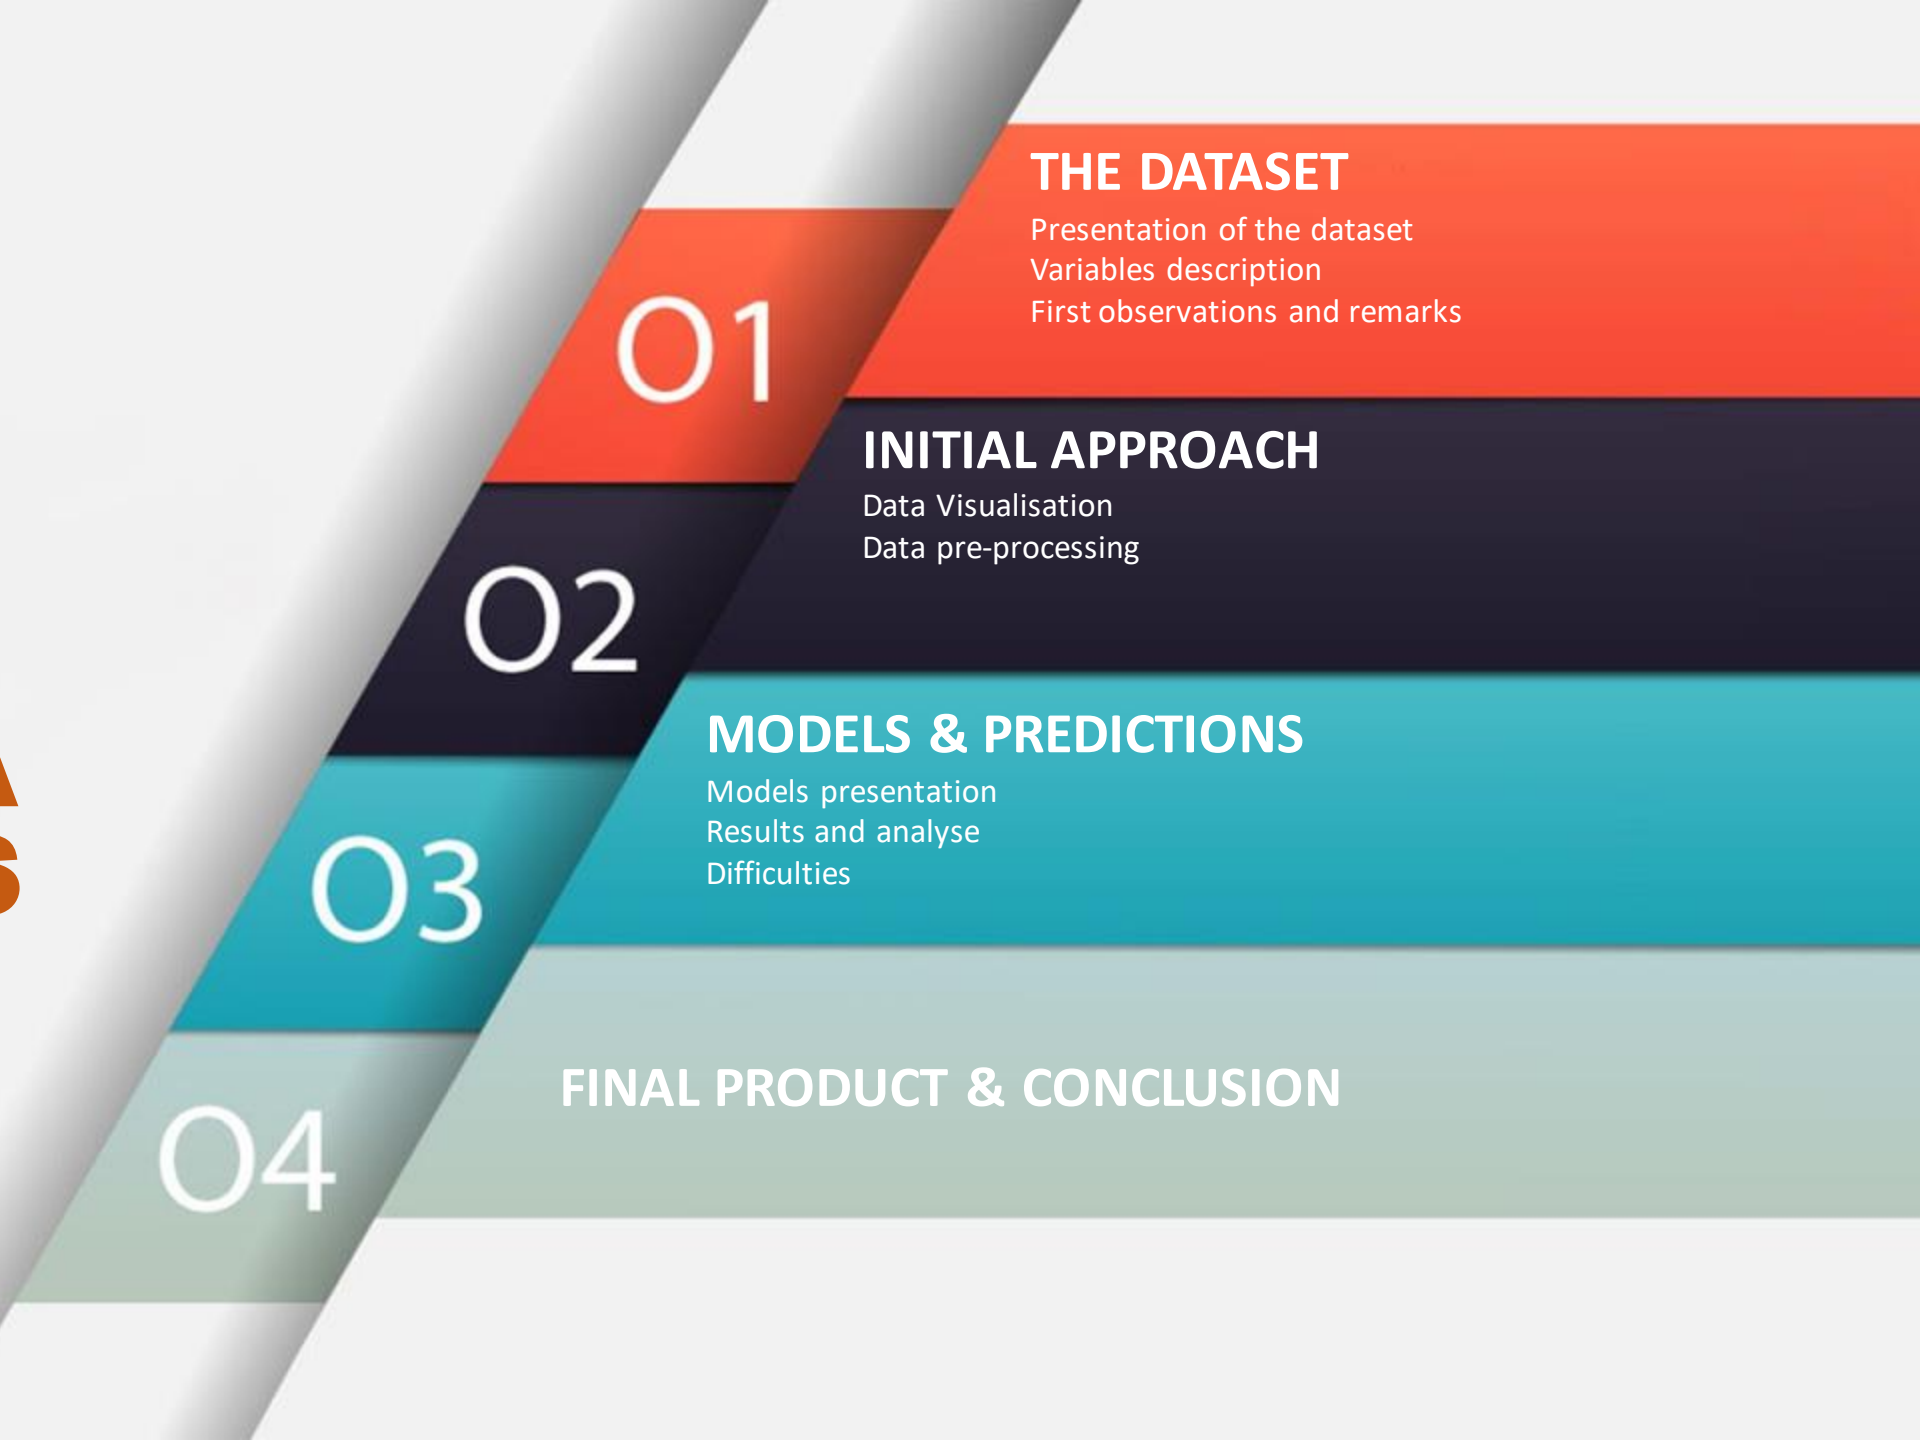 THE DATASET
Presentation of the dataset
Variables description
First observations and remarks
01
INITIAL APPROACH
Data Visualisation
Data pre-processing
02
MODELS & PREDICTIONS
Models presentation
Results and analyse
Difficulties
03
FINAL PRODUCT & CONCLUSION
04